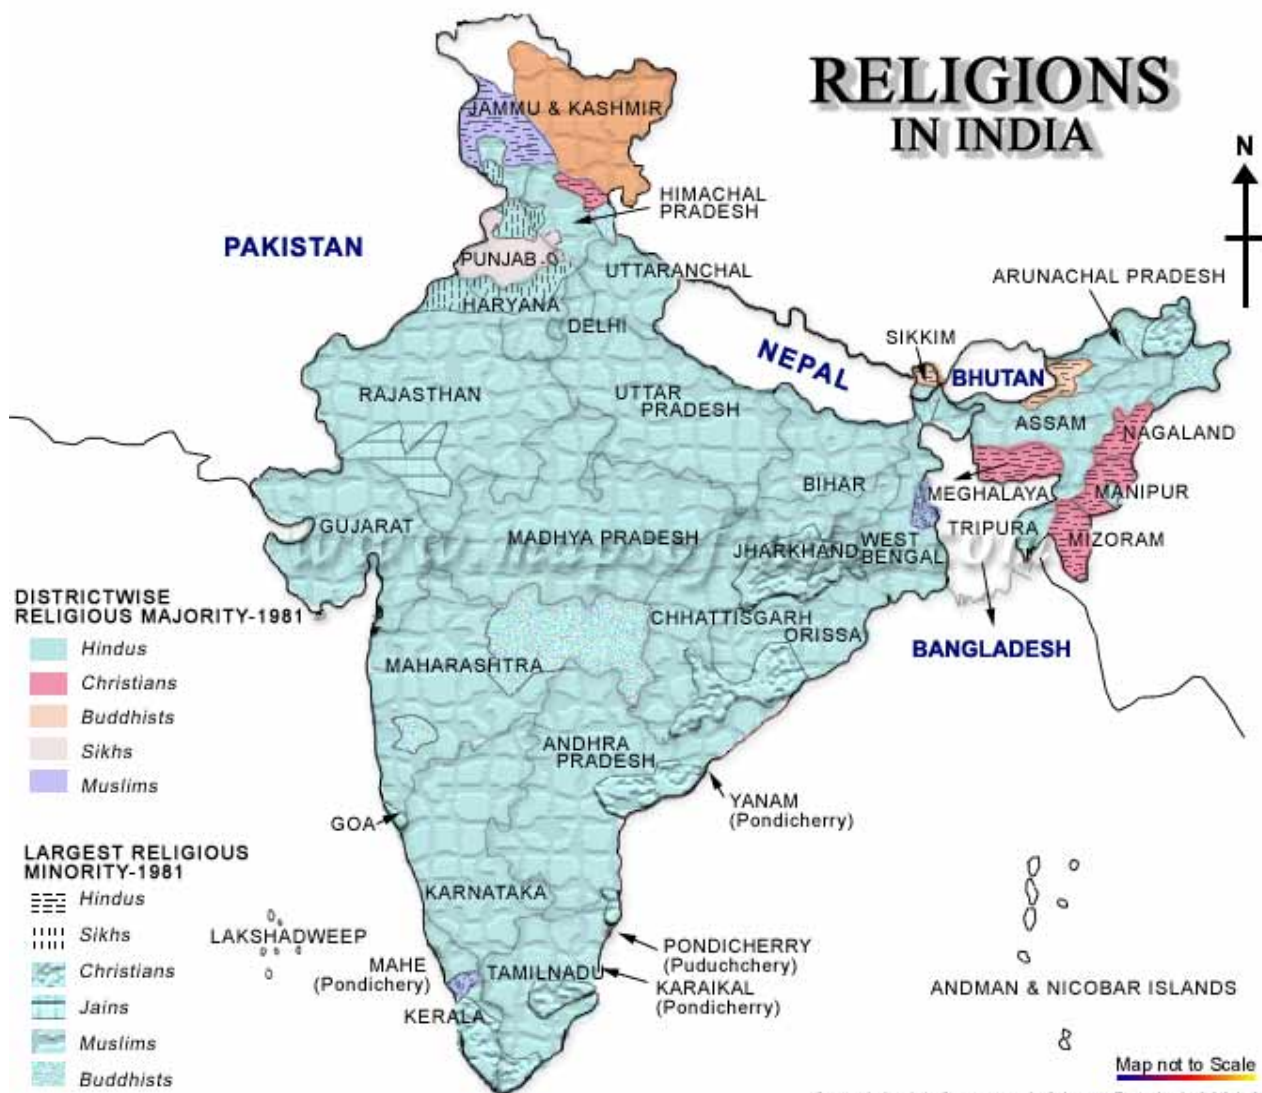 RELIGIONS
IN INDIA
N
JAMMU & KASHMIR
HIMACHAL
PRADESH
PAKISTAN
PUNJAB
UTTARANCHAL
ARUNACHAL PRADESH
HARYANA
DELHI
SIKKIM
NEPAL
BHUTAN
RAJASTHAN
UTTAR
PRADESH
ASSAM
NAGALAND
BIHAR
MEGHALAYA
MANIPUR
GUJARAT
MADHYA PRADESH
JHARKHAND
WEST
BENGAL
TRIPURA
MIZORAM
DISTRICTWISE
RELIGIOUS MAJORITY-1981
Hindus
Christians
Buddhists
Sikhs
Muslims
CHHATTISGARH
ORISSA
BANGLADESH
MAHARASHTRA
ANDHRA
PRADESH
YANAM
(Pondicherry)
GOA
LARGEST RELIGIOUS
MINORITY-1981
Hindus
Sikhs
Christians
Jains
Muslims
Buddhists
KARNATAKA
LAKSHADWEEP
MAHE
(Pondichery)
PONDICHERRY
(Puduchchery)
TAMILNADU
KARAIKAL
(Pondicherry)
KERALA
ANDMAN & NICOBAR ISLANDS
Map not to Scale